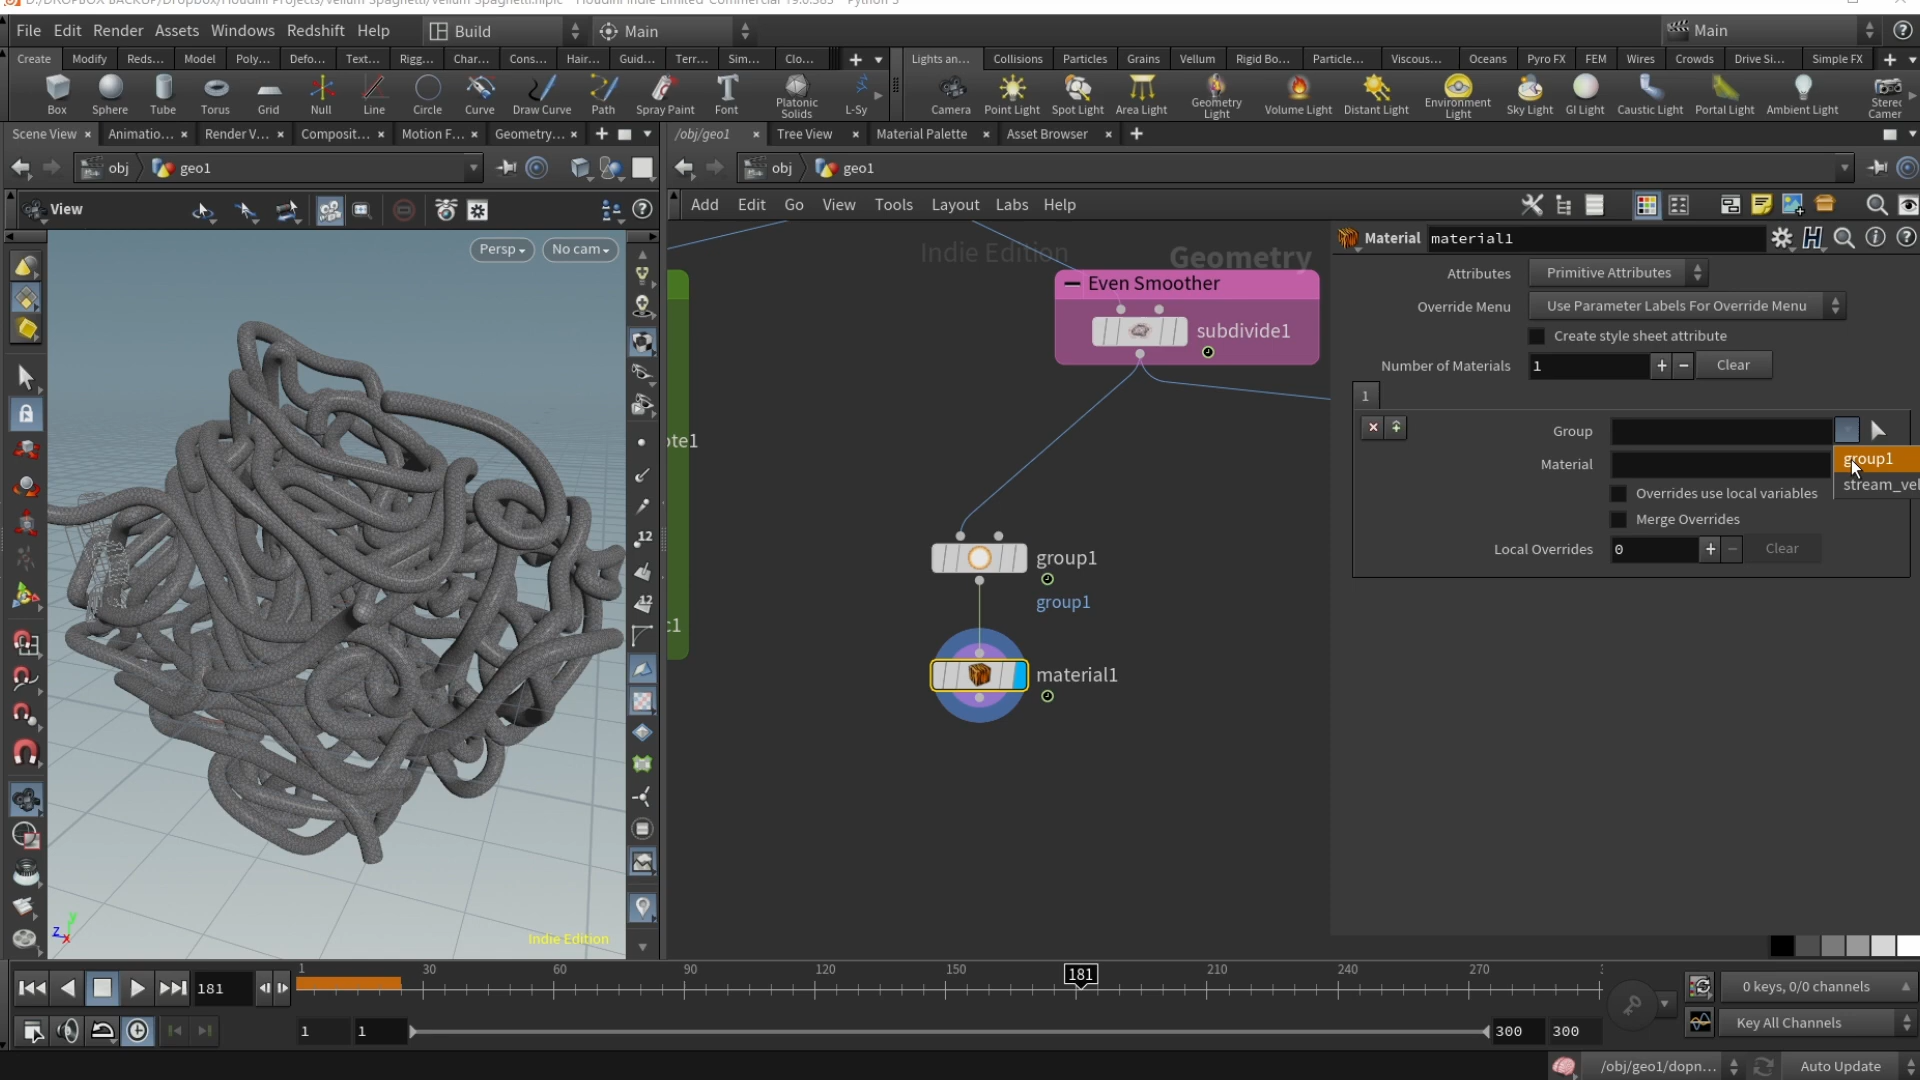 File Edit Render Assets Windows Redshift Help Build Main Main
Create Modify Reds... Model Poly... Defo... Text... Rigg... Char... Cons... Hair... Guid... Terr... Sim... Clo... Lights an... Collisions Particles Grains Vellum Rigid Bo... Particle... Viscous... Oceans Pyro FX FEM Wires Crowds Drive Si... Simple FX
Box Sphere Tube Torus Grid Null Line Circle Curve Draw Curve Path Spray Paint Font Platonic Solids L-Sy Camera Point Light Spot Light Area Light Geometry Light Volume Light Distant Light Environment Light Sky Light GI Light Caustic Light Portal Light Ambient Light Stereo Camer
Scene View Animatio... Render V... Composit... Motion F... Geometry... /obj/geo1 Tree View Material Palette Asset Browser
obj geo1 obj geo1
View Add Edit View Tools Layout Labs Help
Persp No cam
Indie Edition Geometry
Material material1
Attributes Primitive Attributes
Override Menu Use Parameter Labels For Override Menu
Create style sheet attribute
Number of Materials 1 Clear
1
Group
group1
Material
stream_vel
Overrides use local variables
Merge Overrides
Local Overrides 0 Clear
Even Smoother
subdivide1
ote1
group1
group1
c1
material1
12
12
y
z x
Indie Edition
181 1 30 60 90 120 150 181 210 240 270
0 keys, 0/0 channels
1 1 300 300 Key All Channels
/obj/geo1/dopn... Auto Update